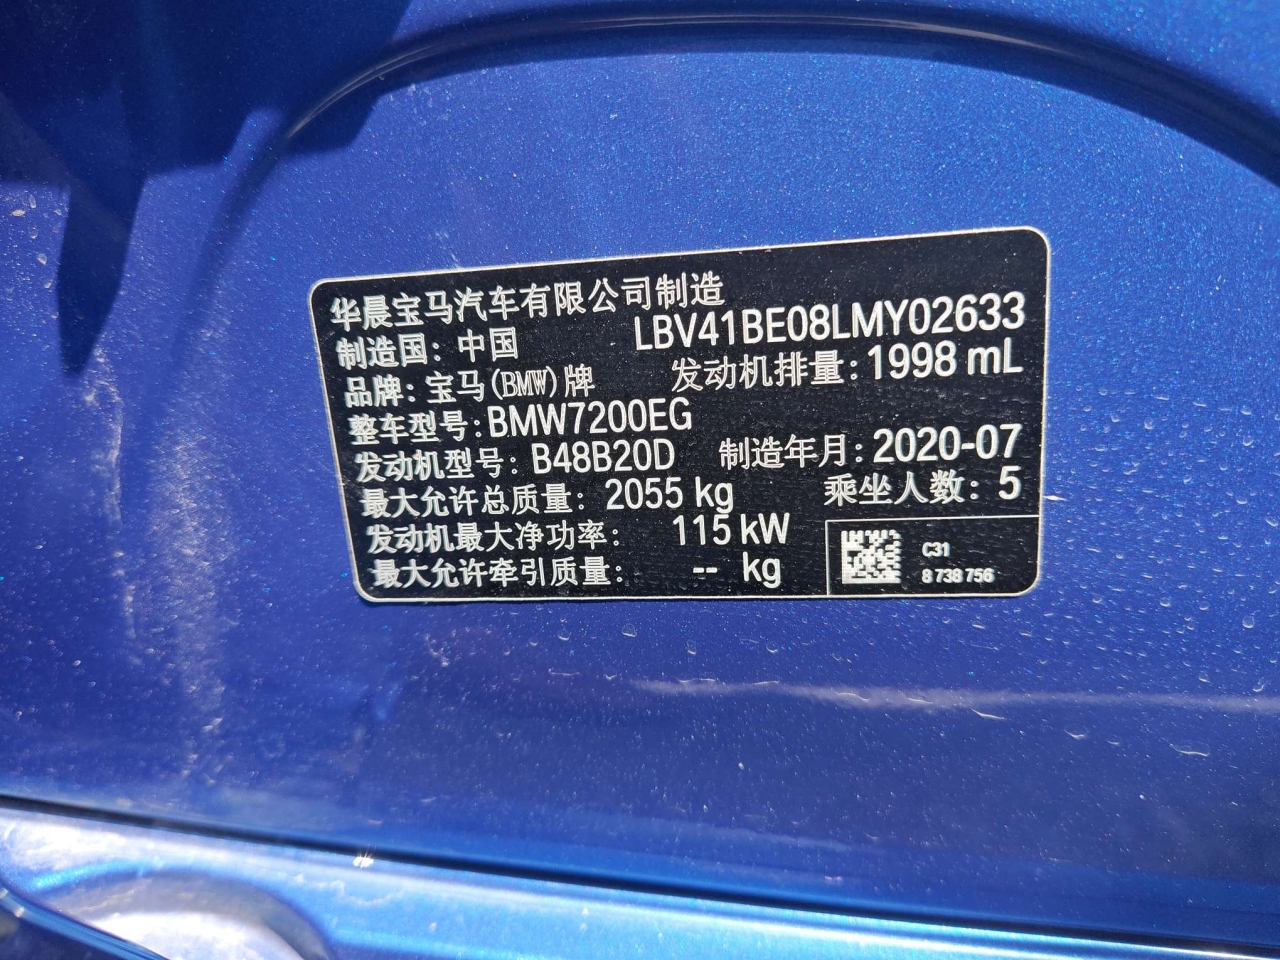 华晨宝马汽车有限公司制造
制造国：中国 LBV41BE08LMY02633
品牌：宝马(BMW)牌 发动机排量：1998 mL
整车型号：BMW7200EG
发动机型号：B48B20D 制造年月：2020-07
最大允许总质量：2055 kg 乘坐人数：5
发动机最大净功率：115 kW
最大允许牵引质量：-- kg
C31
8 738 756